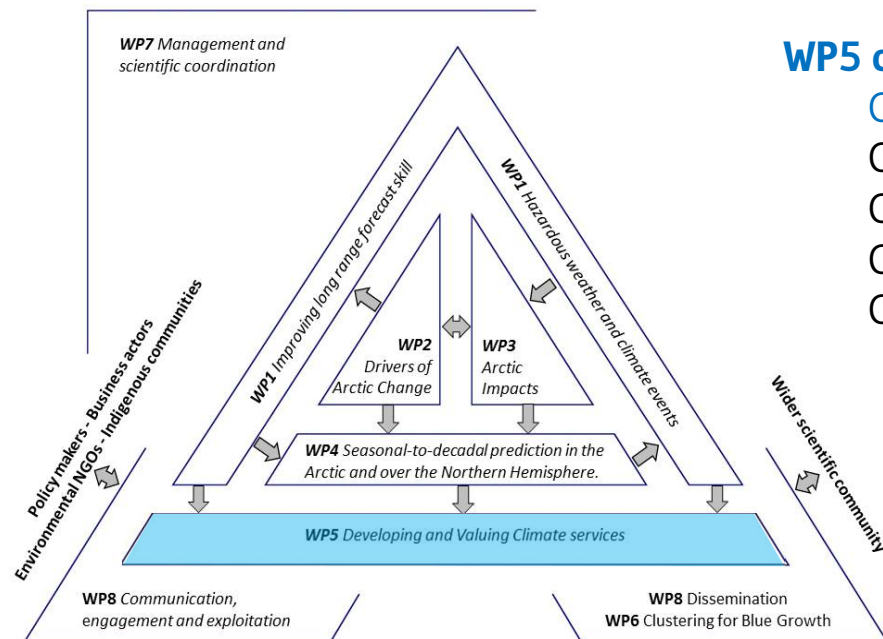 WP7 Management and
scientific coordination
WP5
WP1 Improving long range forecast skill
WP1 Hazardous weather and climate events
WP2
Drivers of
Arctic Change
WP3
Arctic
Impacts
WP4 Seasonal-to-decadal prediction in the
Arctic and over the Northern Hemisphere.
Policy makers - Business actors
Environmental NGOs - Indigenous communities
Wider scientific community
WP5 Developing and Valuing Climate services
WP8 Communication,
engagement and exploitation
WP8 Dissemination
WP6 Clustering for Blue Growth